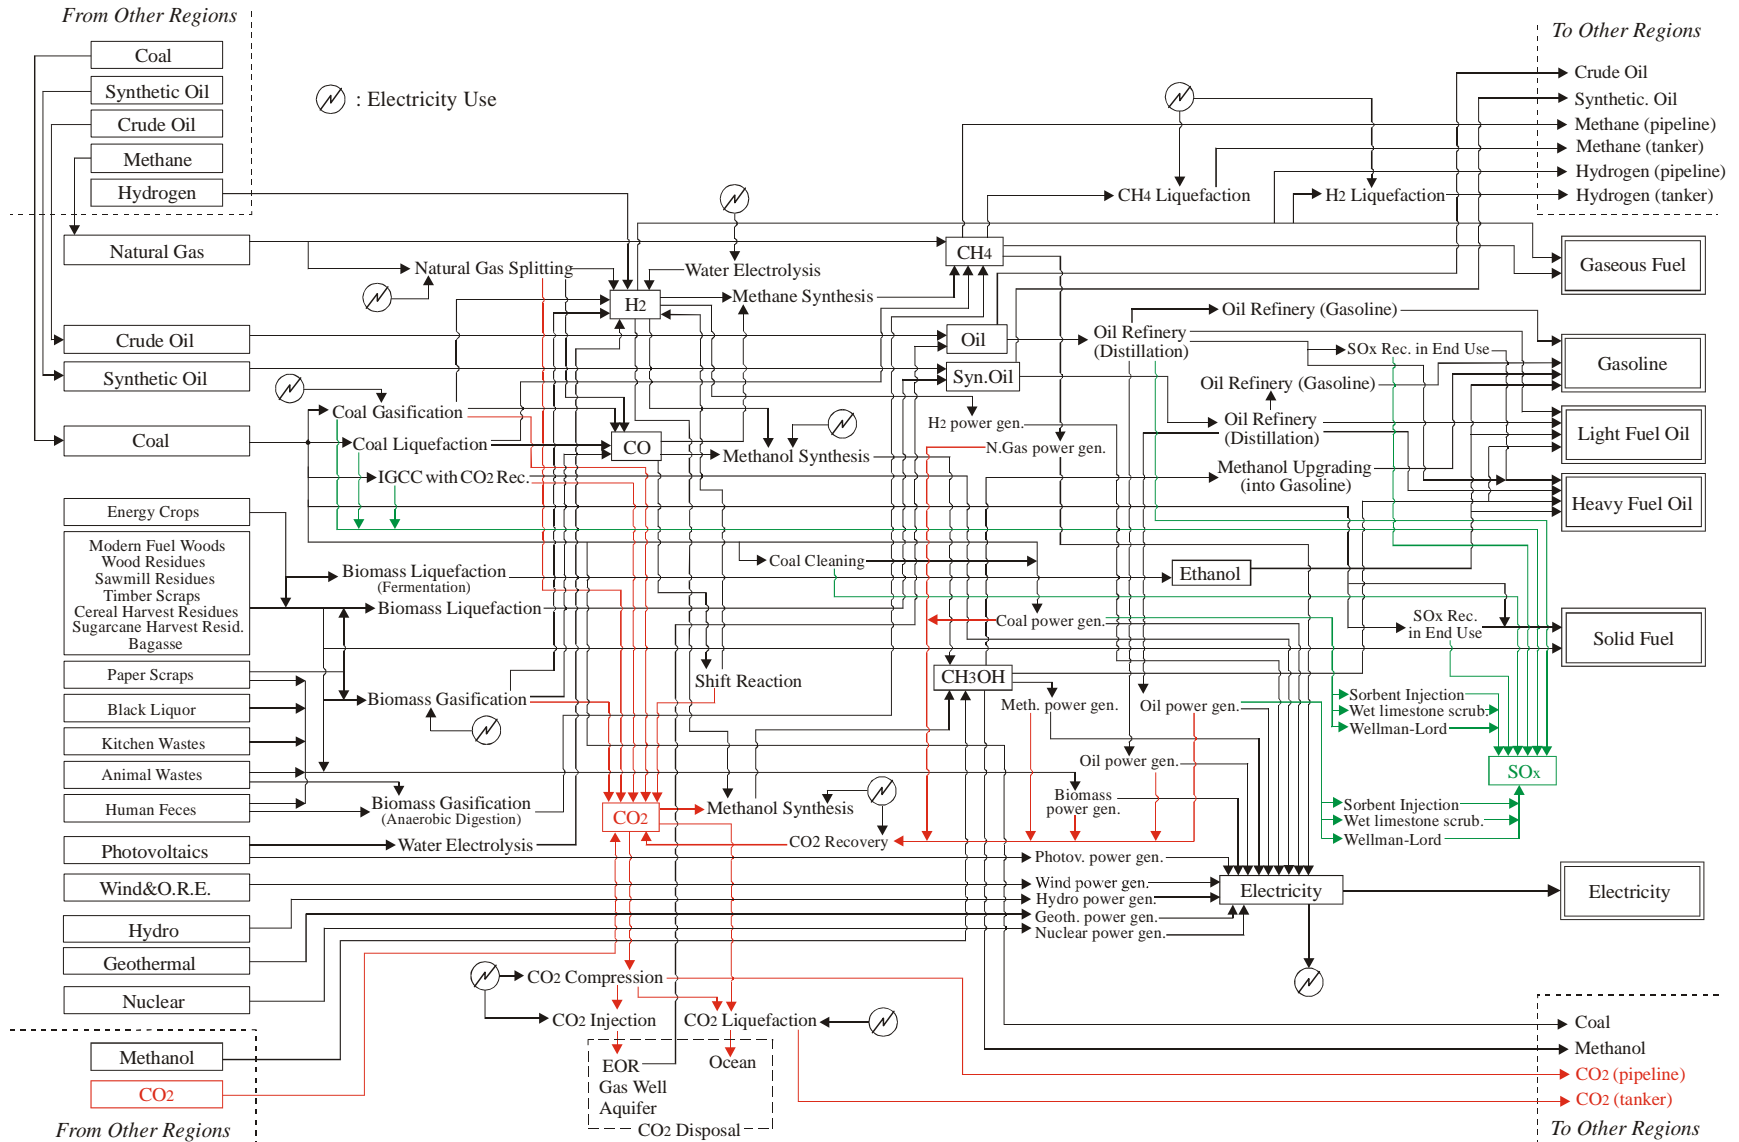 From Other Regions
Coal
Synthetic Oil
Crude Oil
Methane
Hydrogen
: Electricity Use
To Other Regions
Crude Oil
Synthetic. Oil
Methane (pipeline)
Methane (tanker)
Hydrogen (pipeline)
Hydrogen (tanker)
CH4 Liquefaction
H2 Liquefaction
Natural Gas
Natural Gas Splitting
Water Electrolysis
CH4
Gaseous Fuel
H2
Methane Synthesis
Oil Refinery (Gasoline)
Crude Oil
Oil
Oil Refinery
(Distillation)
SOx Rec. in End Use
Gasoline
Synthetic Oil
Syn.Oil
Oil Refinery (Gasoline)
Coal Gasification
H2 power gen.
Oil Refinery
(Distillation)
Light Fuel Oil
Coal
Coal Liquefaction
CO
Methanol Synthesis
N.Gas power gen.
IGCC with CO2 Rec.
Methanol Upgrading
(into Gasoline)
Heavy Fuel Oil
Energy Crops
Modern Fuel Woods
Wood Residues
Sawmill Residues
Timber Scraps
Cereal Harvest Residues
Sugarcane Harvest Resid.
Bagasse
Biomass Liquefaction
(Fermentation)
Biomass Liquefaction
Coal Cleaning
Ethanol
Coal power gen.
SOx Rec.
in End Use
Solid Fuel
Paper Scraps
Shift Reaction
CH3OH
Biomass Gasification
Black Liquor
Meth. power gen.
Oil power gen.
Sorbent Injection
Wet limestone scrub.
Wellman-Lord
Kitchen Wastes
Animal Wastes
Oil power gen.
SOx
Human Feces
Biomass Gasification
(Anaerobic Digestion)
CO2
Methanol Synthesis
Biomass
power gen.
Sorbent Injection
Wet limestone scrub.
Wellman-Lord
Photovoltaics
Water Electrolysis
CO2 Recovery
Photov. power gen.
Wind&O.R.E.
Wind power gen.
Hydro power gen.
Geoth. power gen.
Nuclear power gen.
Electricity
Electricity
Hydro
Geothermal
Nuclear
CO2 Compression
CO2 Injection
CO2 Liquefaction
EOR
Gas Well
Aquifer
Ocean
CO2 Disposal
Methanol
CO2
From Other Regions
Coal
Methanol
CO2 (pipeline)
CO2 (tanker)
To Other Regions